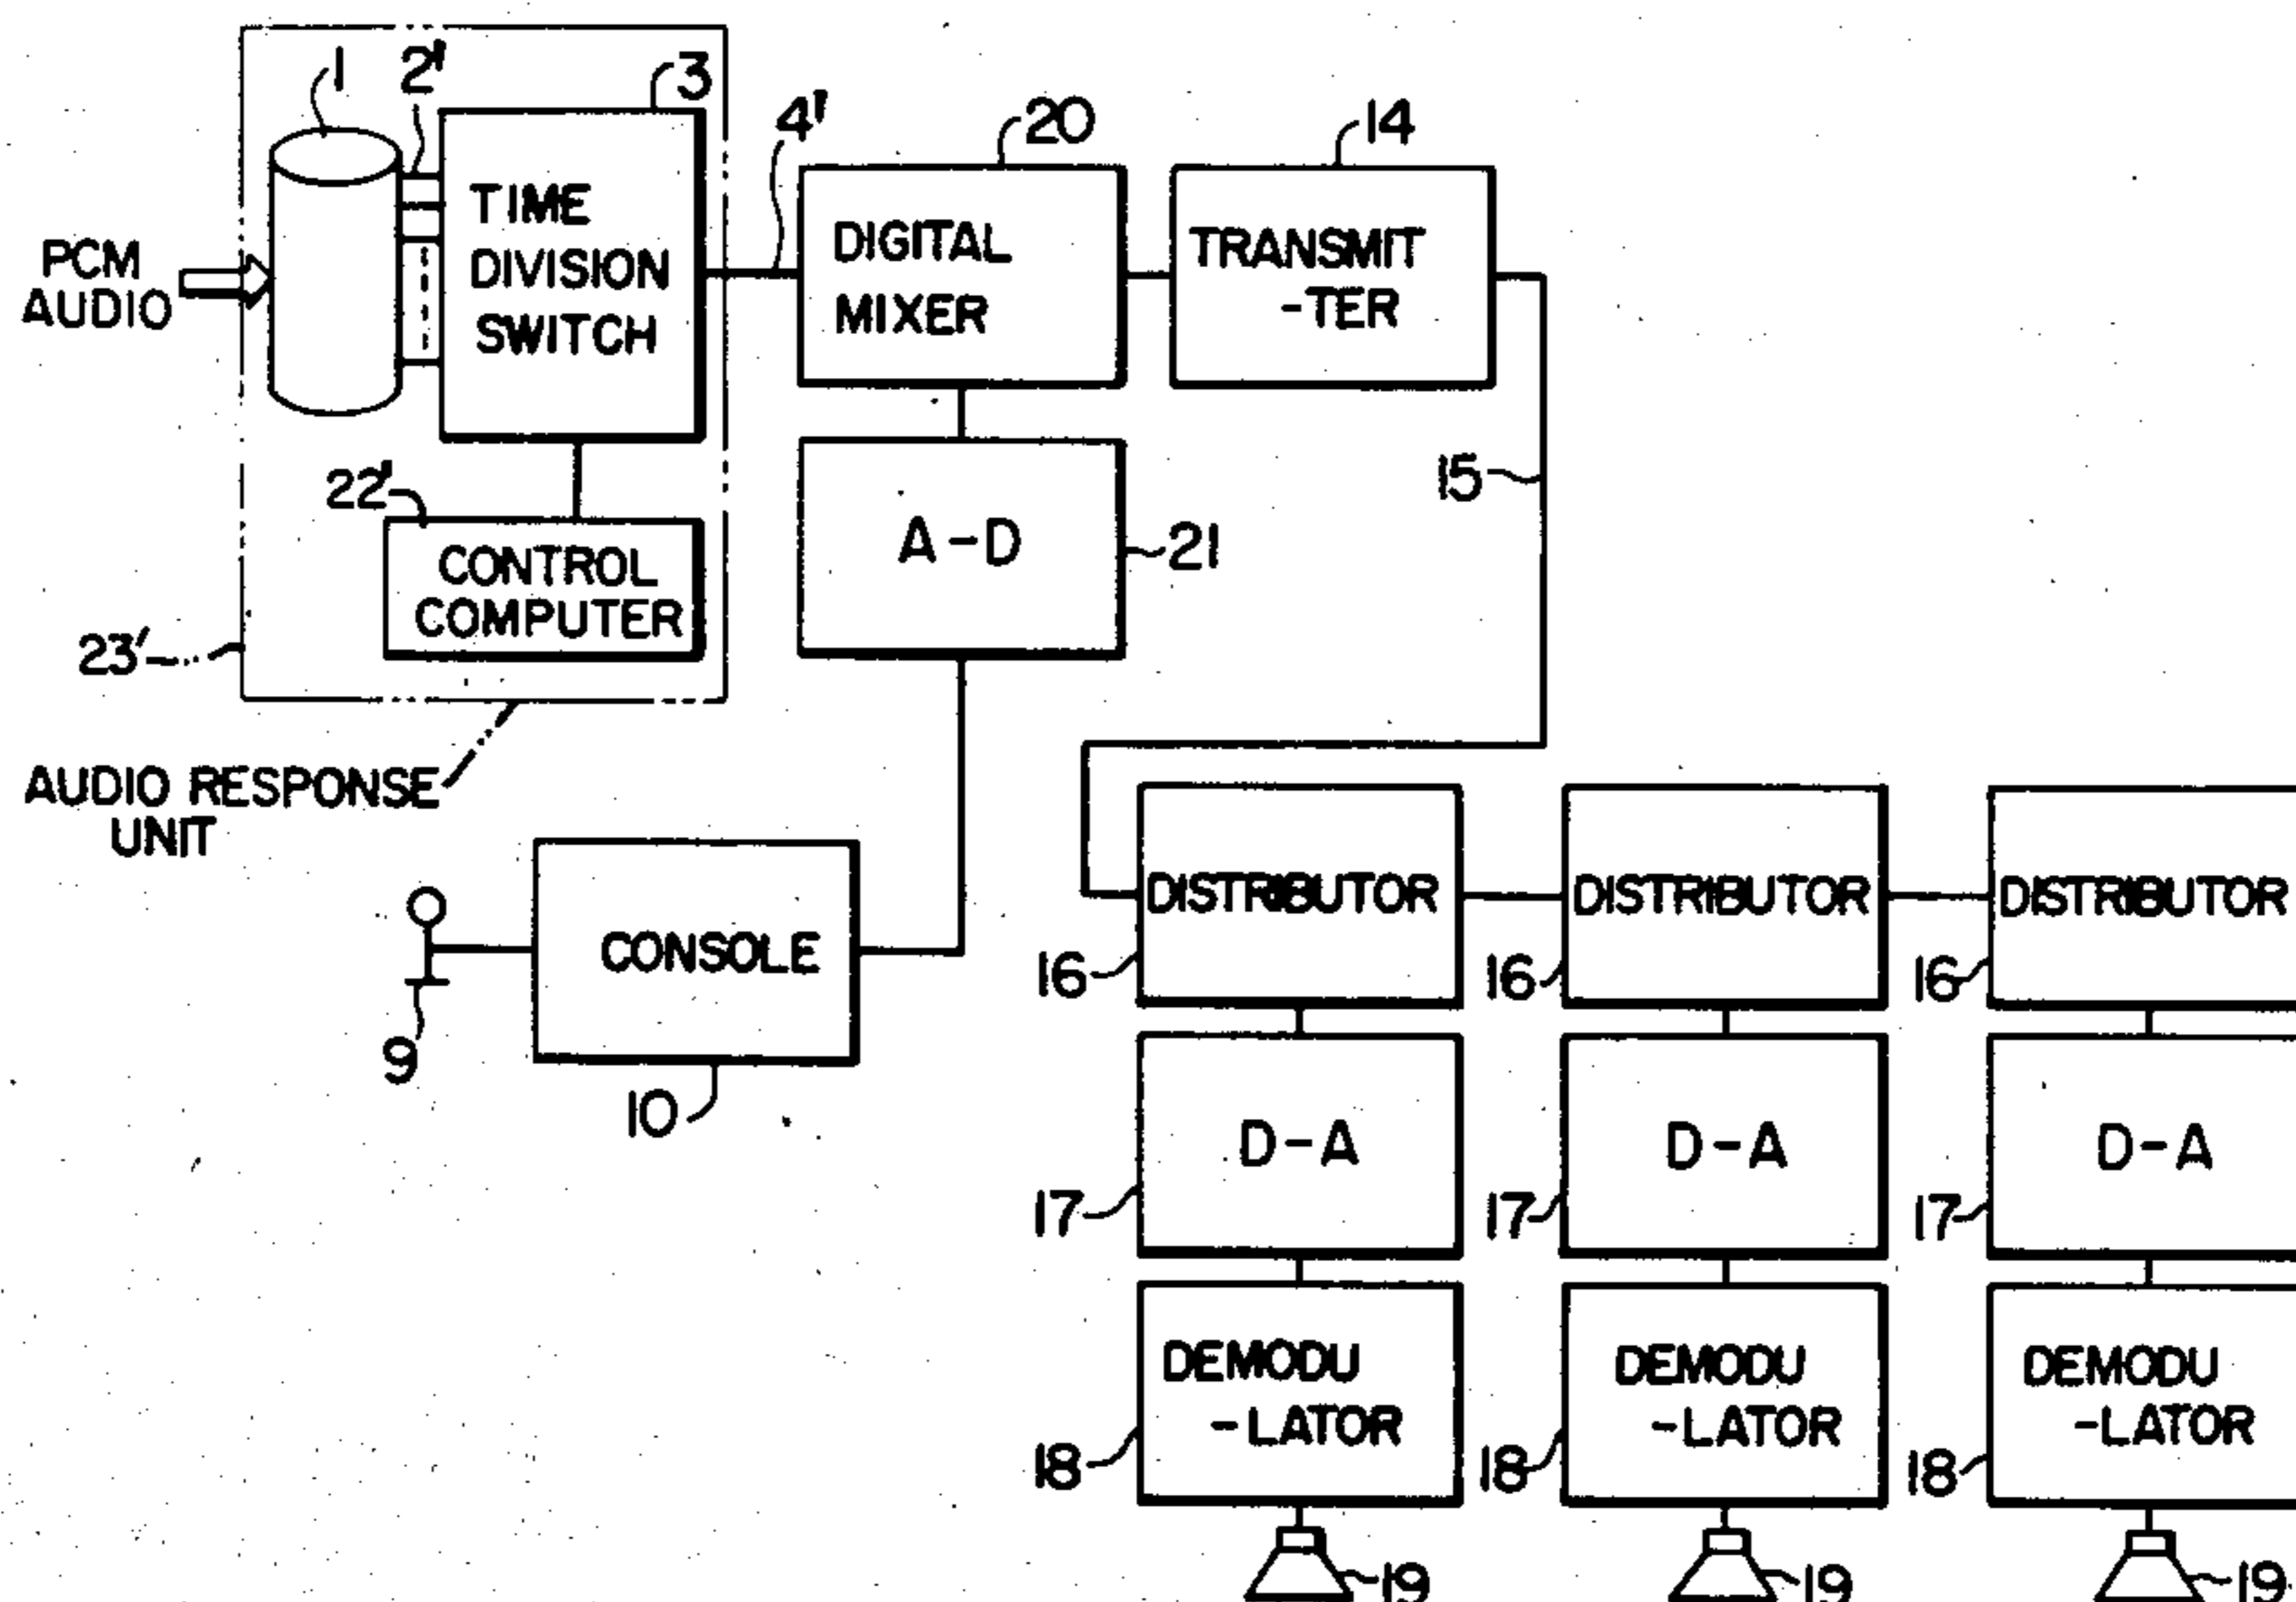 1
2'
3
4'
20
14
PCM
AUDIO
TIME
DIVISION
SWITCH
DIGITAL
MIXER
TRANSMIT
-TER
22'
CONTROL
COMPUTER
A-D
21
15
23'
AUDIO RESPONSE
UNIT
CONSOLE
9
10
DISTRIBUTOR
DISTRIBUTOR
DISTRIBUTOR
16
16
16
D-A
D-A
D-A
17
17
17
DEMODU
-LATOR
DEMODU
-LATOR
DEMODU
-LATOR
18
18
18
19
19
19